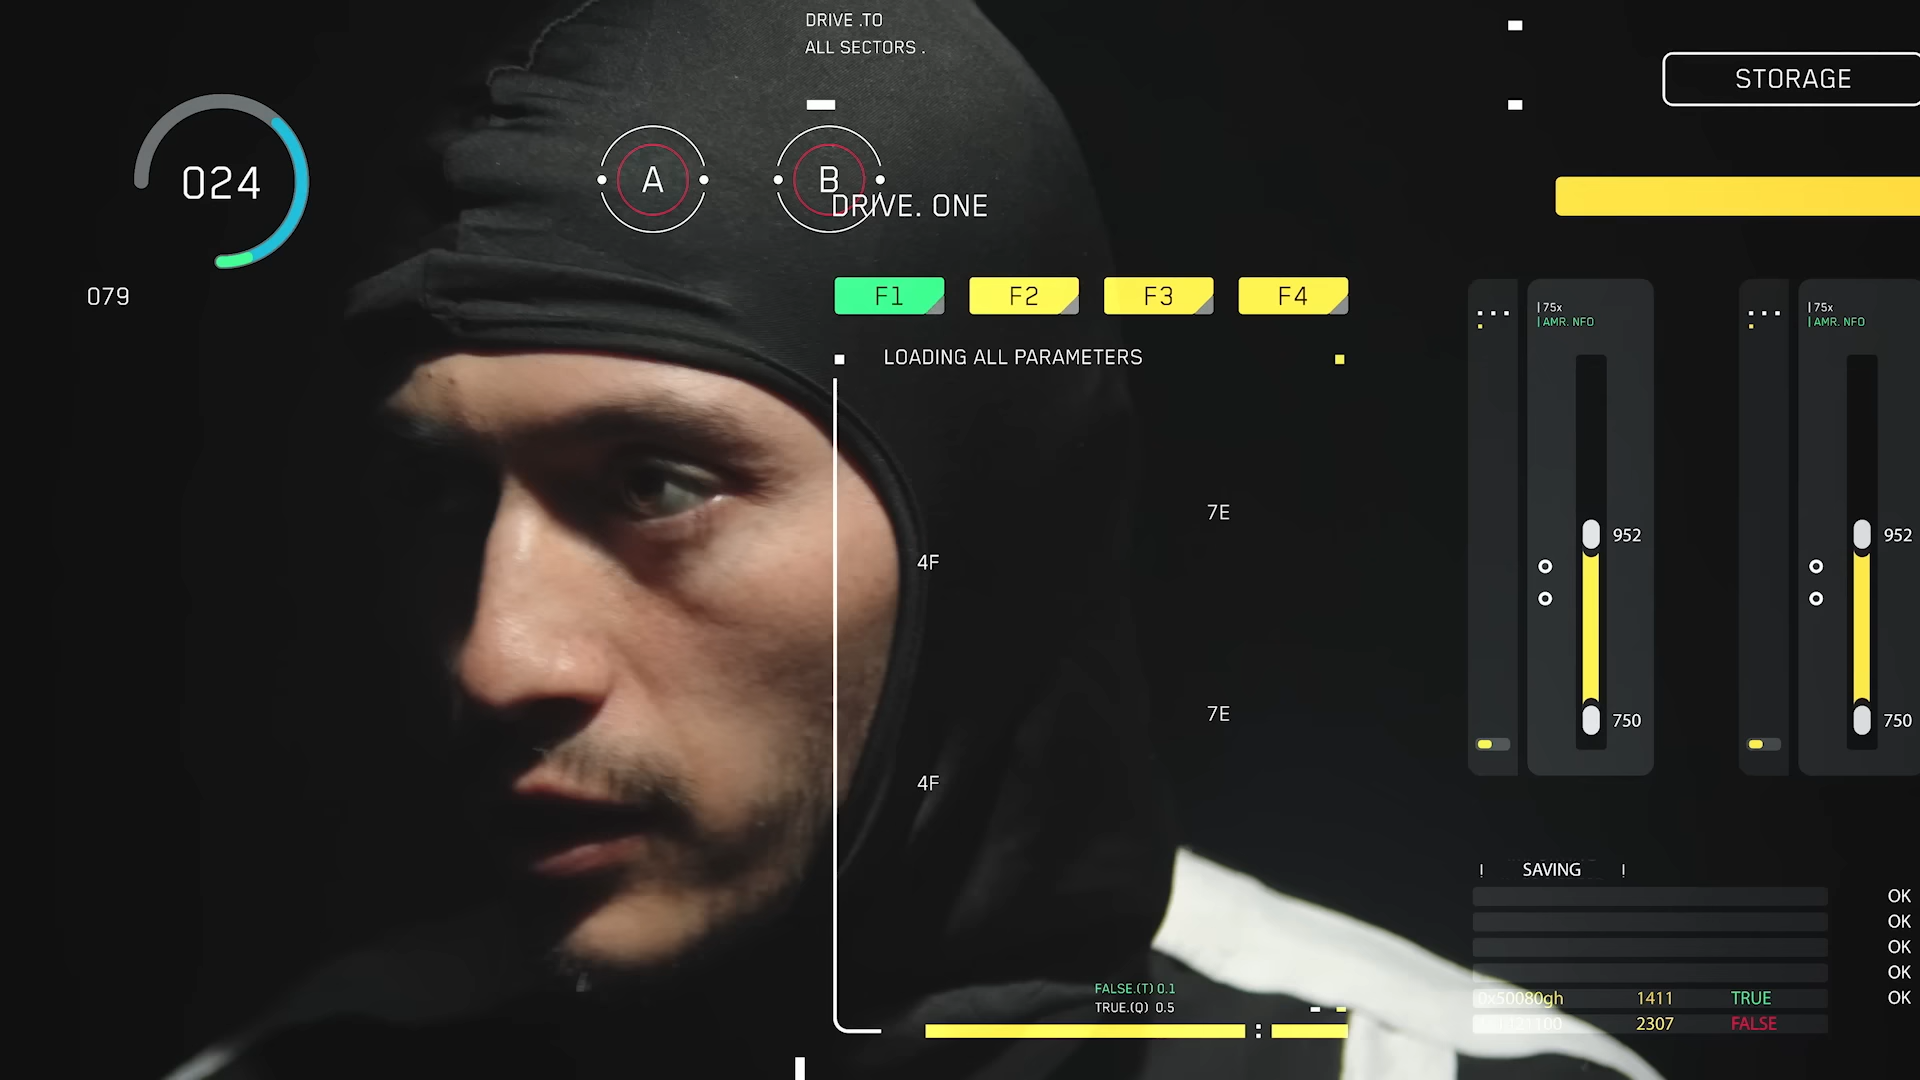 DRIVE .TO
ALL SECTORS .
STORAGE
024
A
B
DRIVE. ONE
079
F1 F2 F3 F4
LOADING ALL PARAMETERS
75x
AMR. NFO
75x
AMR. NFO
7E
952
952
4F
7E
750
750
4F
! SAVING !
OK
OK
OK
OK
FALSE.(T) 0.1
TRUE.(Q) 0.5
0x50080gh 1411 TRUE OK
2307 FALSE